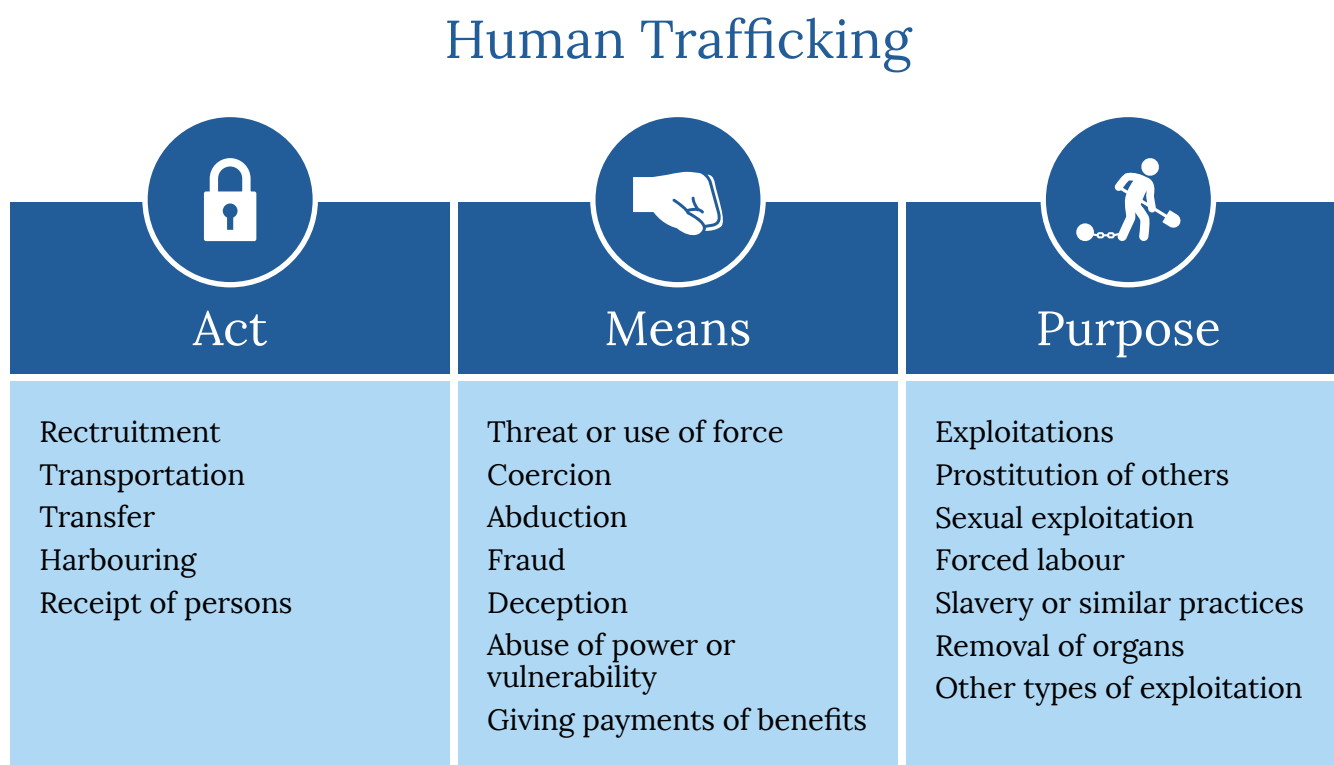 Human Trafficking
Act
Rectruitment
Transportation
Transfer
Harbouring
Receipt of persons
Means
Threat or use of force
Coercion
Abduction
Fraud
Deception
Abuse of power or
vulnerability
Giving payments of benefits
Purpose
Exploitations
Prostitution of others
Sexual exploitation
Forced labour
Slavery or similar practices
Removal of organs
Other types of exploitation